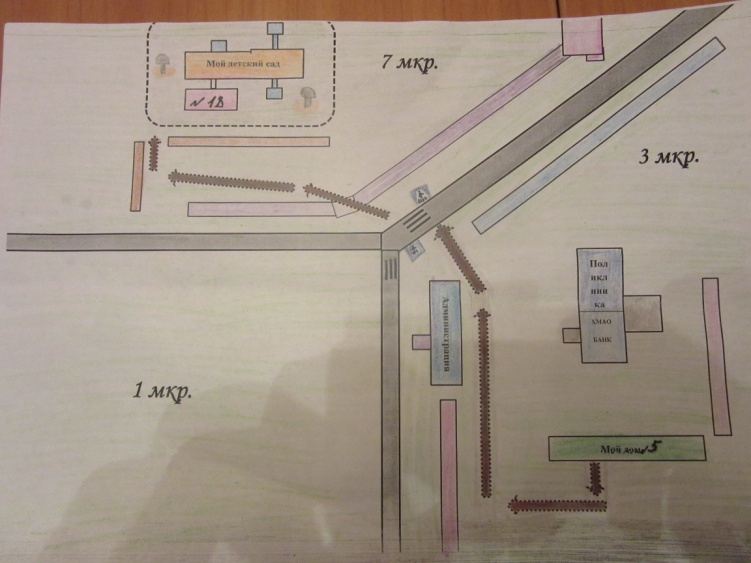 Мой детский сад
№ 1В
7 мкр.
3 мкр.
Пол
икл
ини
ка
ХМАО
БАНК
Администрация
1 мкр.
Мой дом №5